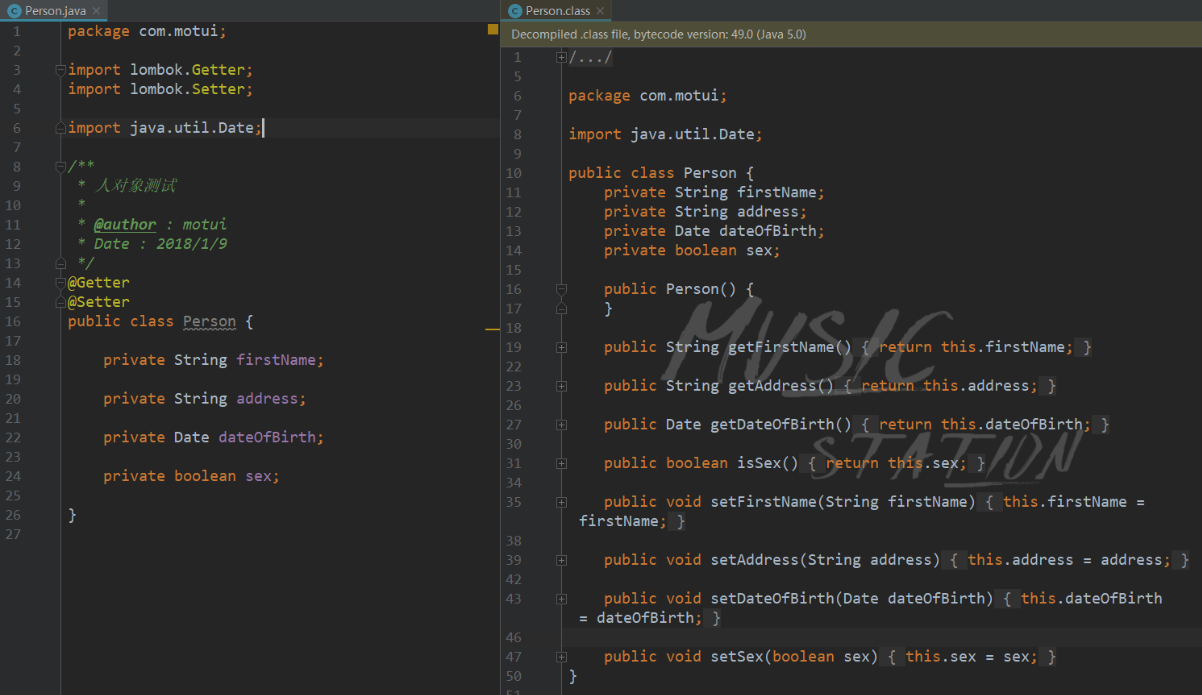 Person.java
1 package com.motui;
2
3 import lombok.Getter;
4 import lombok.Setter;
5
6 import java.util.Date;
7
8 /**
9 * 人对象测试
10 *
11 * @author : motui
12 * Date : 2018/1/9
13 */
14 @Getter
15 @Setter
16 public class Person {
17
18 private String firstName;
19
20 private String address;
21
22 private Date dateOfBirth;
23
24 private boolean sex;
25
26 }
27
Person.class
Decompiled .class file, bytecode version: 49.0 (Java 5.0)
1 /.../
5
6 package com.motui;
7
8 import java.util.Date;
9
10 public class Person {
11 private String firstName;
12 private String address;
13 private Date dateOfBirth;
14 private boolean sex;
15
16 public Person() {
17 }
18
19 public String getFirstName() { return this.firstName; }
22
23 public String getAddress() { return this.address; }
26
27 public Date getDateOfBirth() { return this.dateOfBirth; }
30
31 public boolean isSex() { return this.sex; }
34
35 public void setFirstName(String firstName) { this.firstName =
firstName; }
38
39 public void setAddress(String address) { this.address = address; }
42
43 public void setDateOfBirth(Date dateOfBirth) { this.dateOfBirth
= dateOfBirth; }
46
47 public void setSex(boolean sex) { this.sex = sex; }
50 }
51
MUSIC
STATION